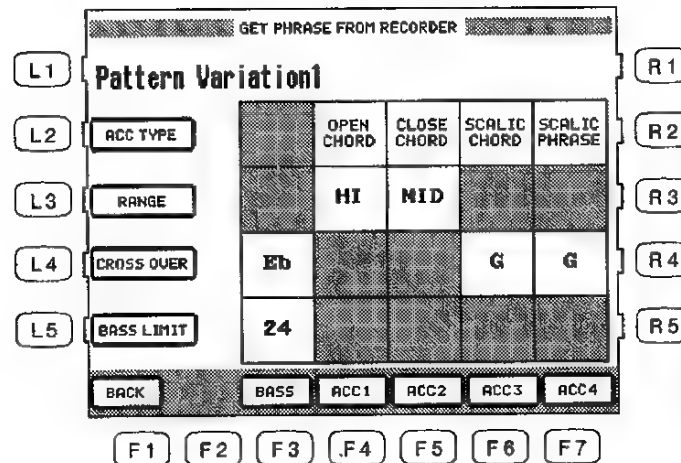 GET PHRASE FROM RECORDER
L1 Pattern Variation1 R1
OPEN CHORD CLOSE CHORD SCALIC CHORD SCALIC PHRASE
L2 ACC TYPE R2
L3 RANGE HI MID R3
L4 CROSS OVER Eb G G R4
L5 BASS LIMIT 24 R5
BACK BASS ACC1 ACC2 ACC3 ACC4
F1 F2 F3 .F4 F5 F6 F7